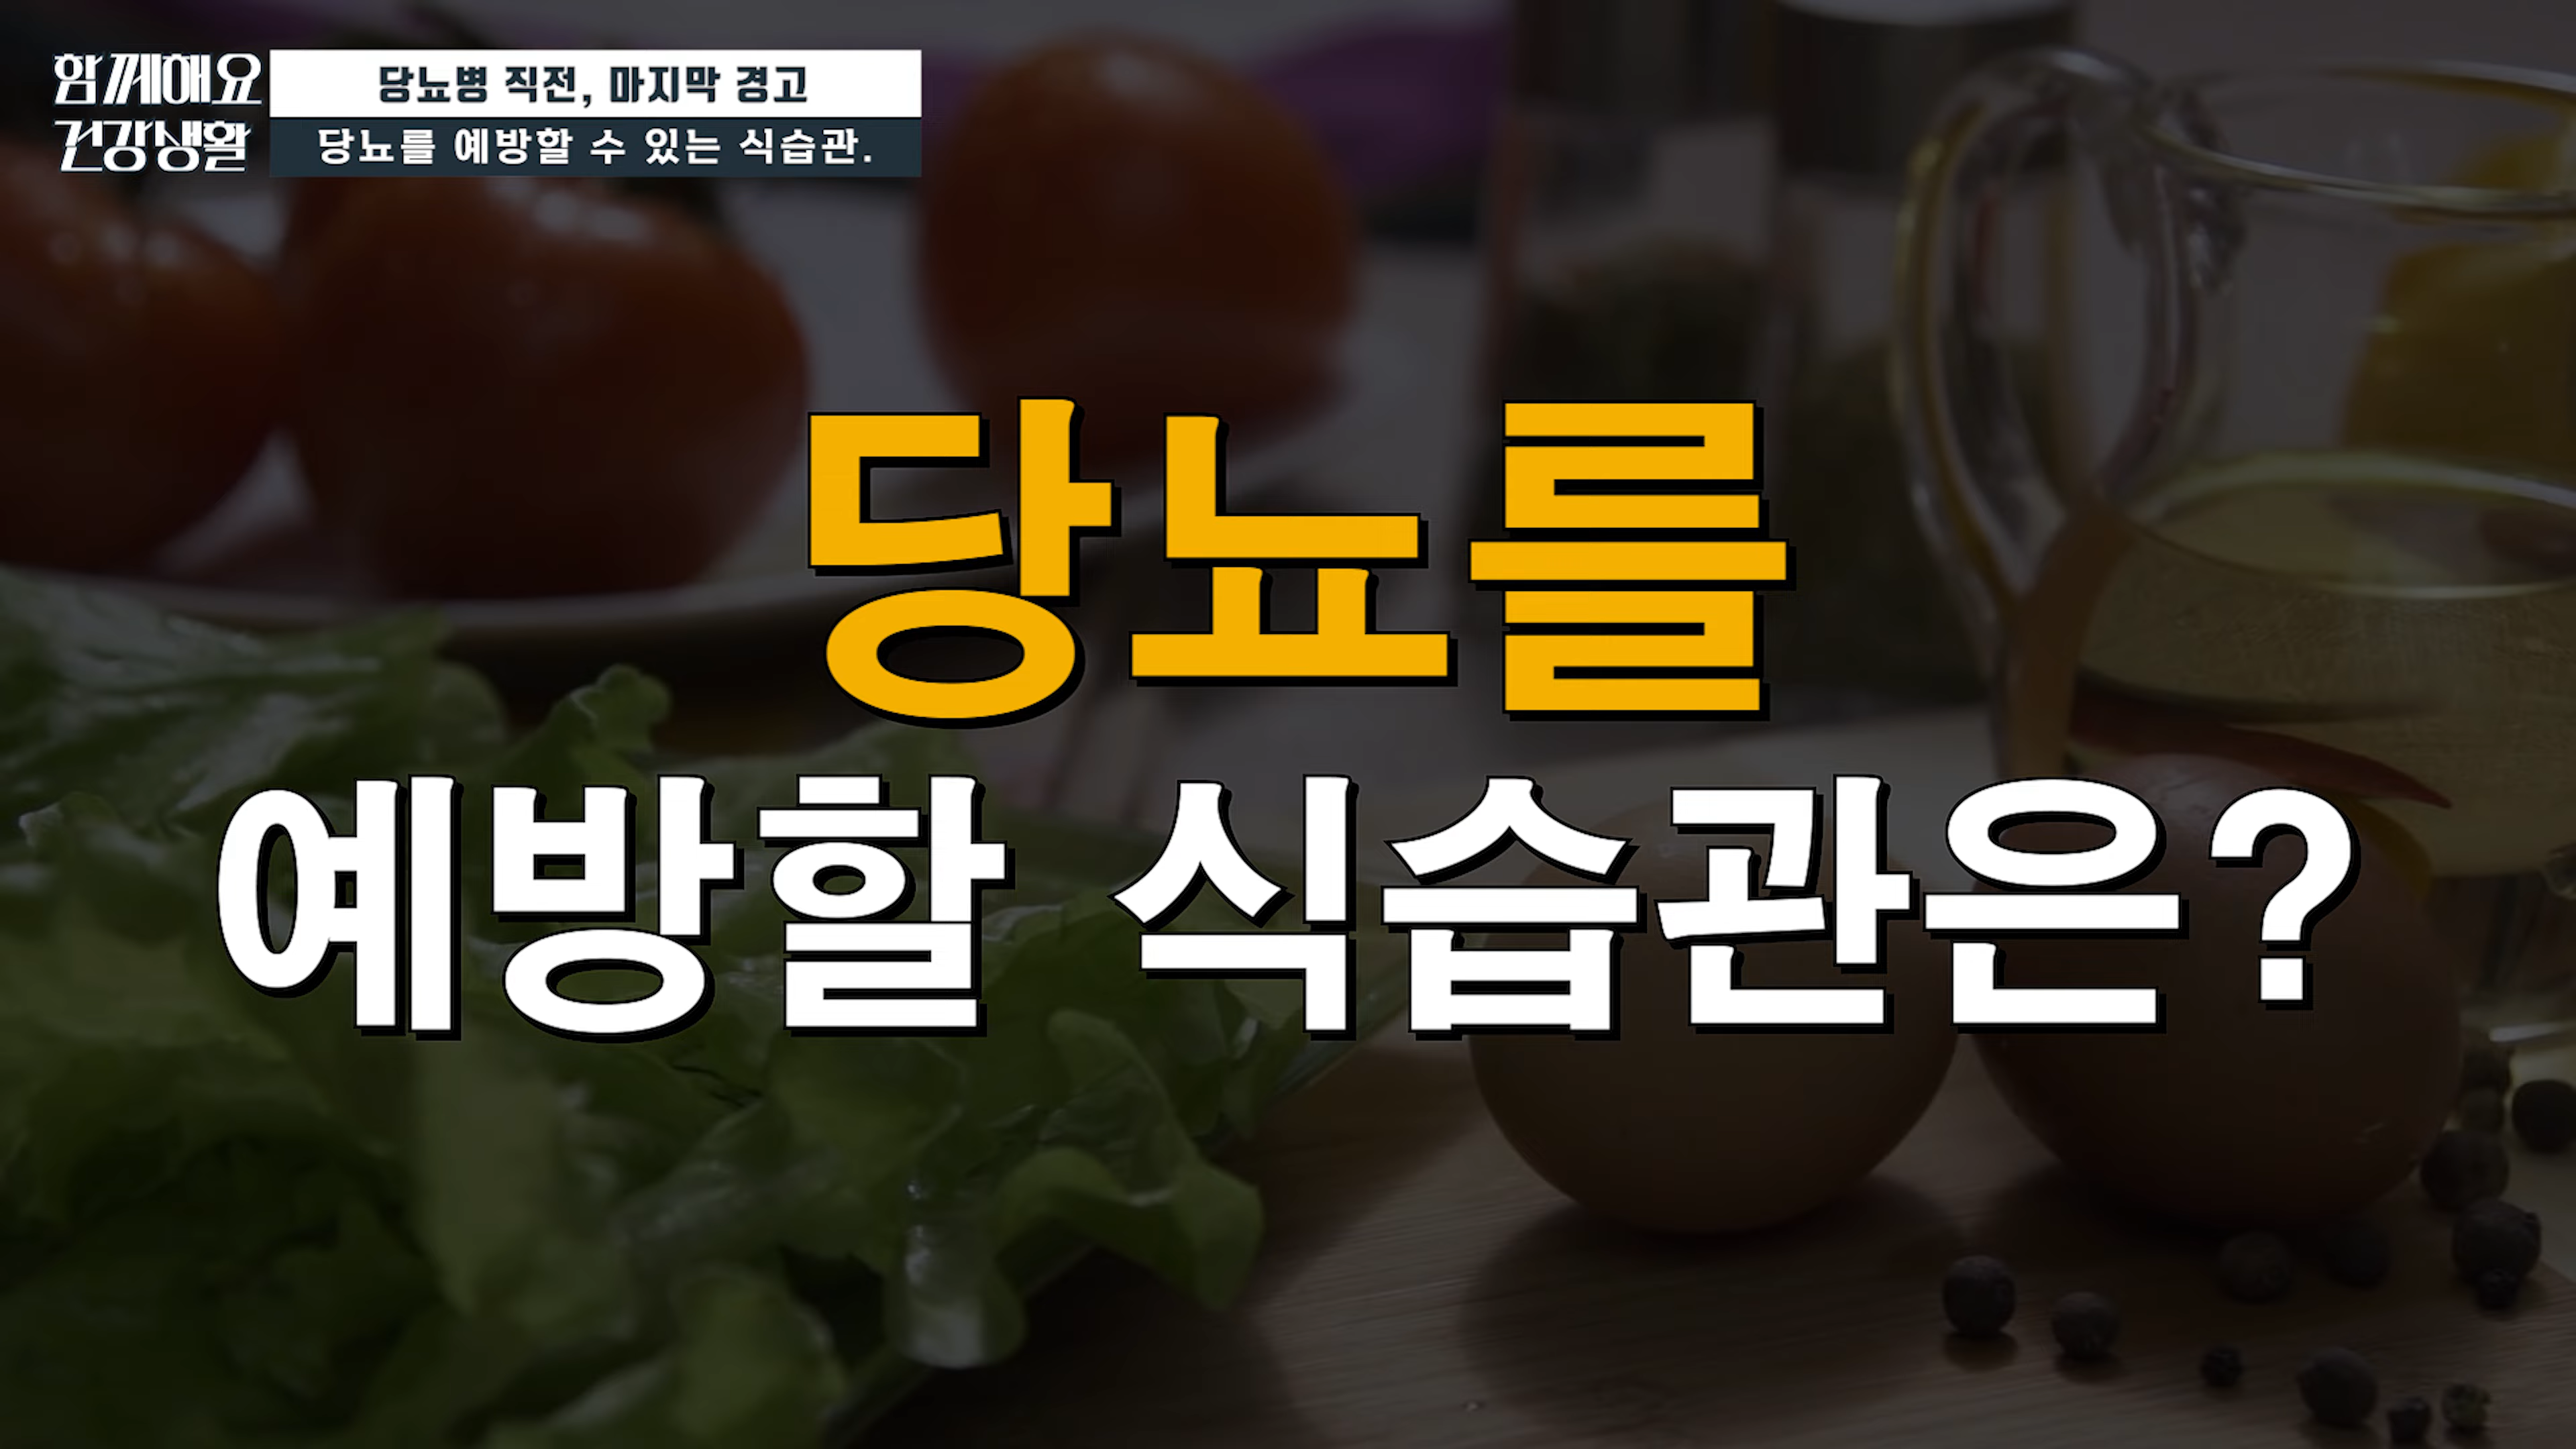 함께해요
건강생활
당뇨병 직전, 마지막 경고
당뇨를 예방할 수 있는 식습관.
당뇨를
예방할 식습관은?